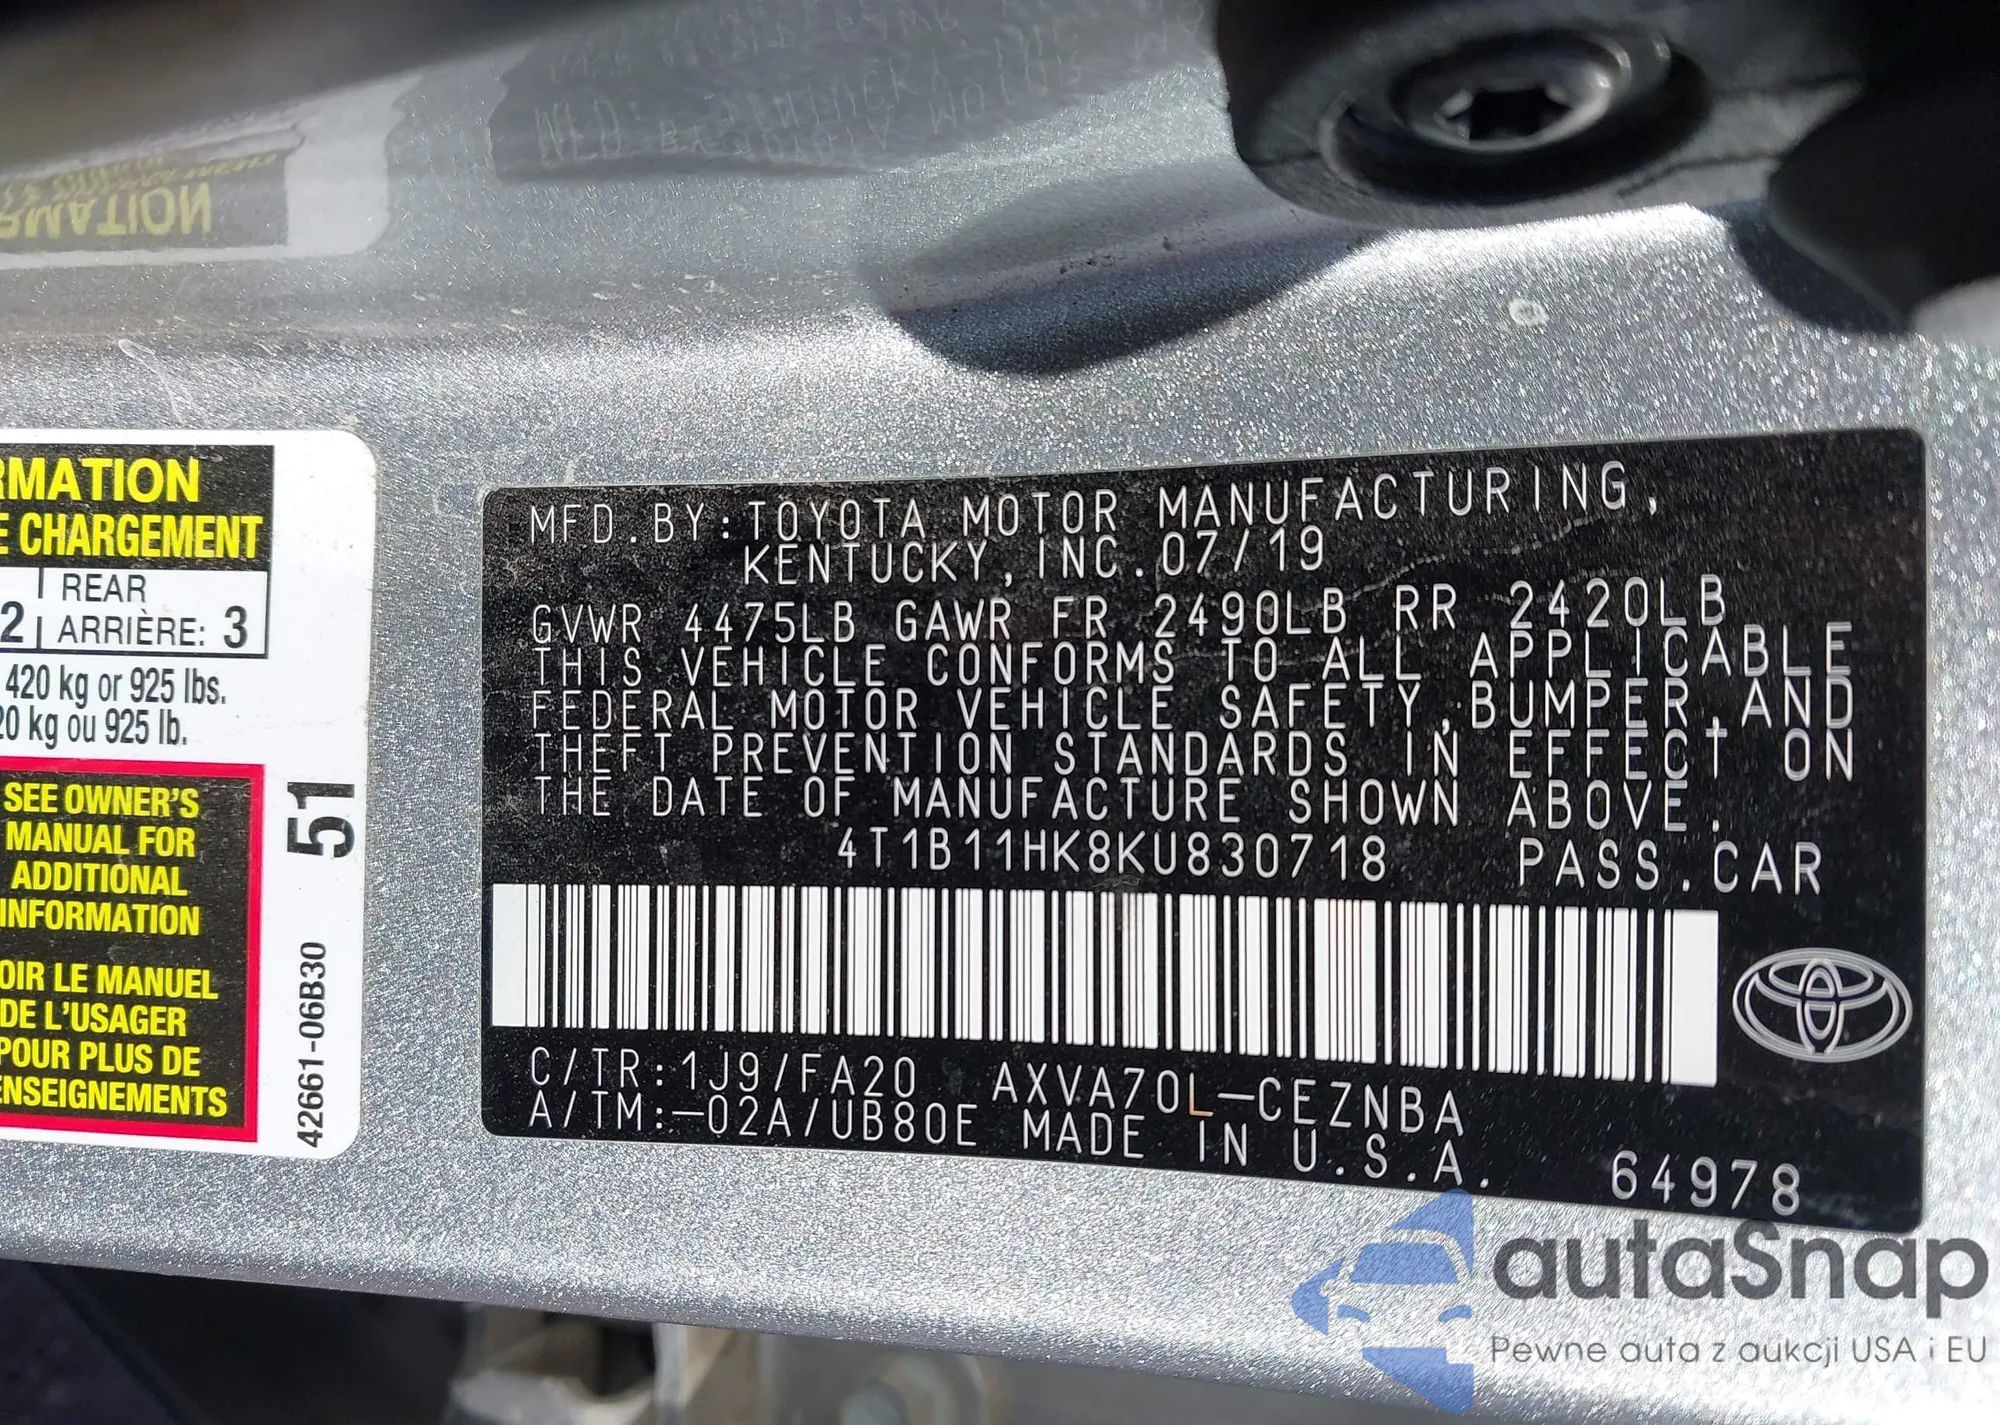 RMATION
E CHARGEMENT
2 | REAR
ARRIÈRE: 3
420 kg or 925 lbs.
20 kg ou 925 lb.
SEE OWNER'S
MANUAL FOR
ADDITIONAL
INFORMATION
OIR LE MANUEL
DE L'USAGER
POUR PLUS DE
ENSEIGNEMENTS
51
42661-06B30
MFD.BY:TOYOTA MOTOR MANUFACTURING,
KENTUCKY, INC.07/19
GVWR 4475LB GAWR FR 2490LB RR 2420LB
THIS VEHICLE CONFORMS TO ALL APPLICABLE
FEDERAL MOTOR VEHICLE SAFETY,BUMPER,AND
THEFT PREVENTION STANDARDS IN EFFECT ON
THE DATE OF MANUFACTURE SHOWN ABOVE.
4T1B11HK8KU830718 PASS.CAR
C/TR:1J9/FA20 AXVA70L-CEZNBA
A/TM:-02A/UB80E MADE IN U.S.A.
64978
autaSnap
Pewne auta z aukcji USA i EU